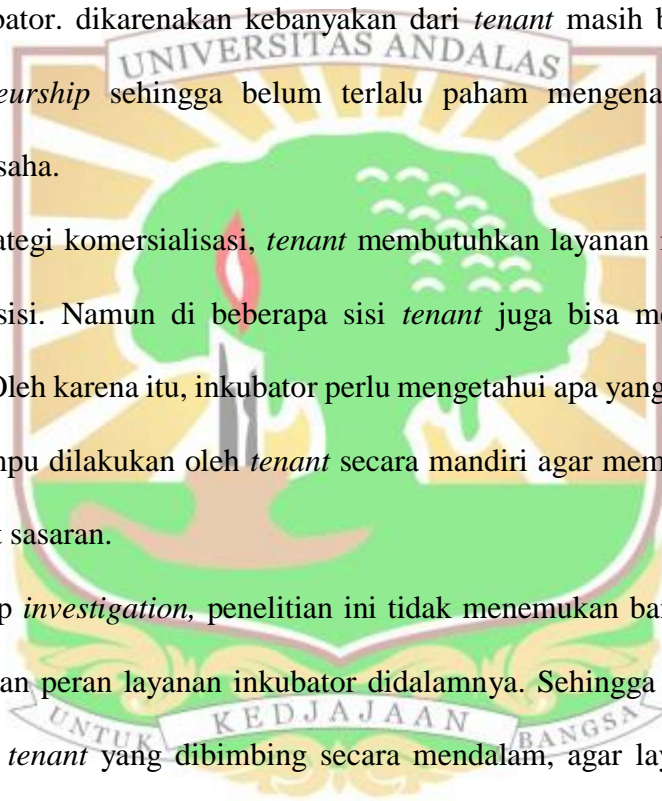 bator. dikarenakan kebanyakan dari tenant masih b
UNIVERSITAS ANDALAS
eurship sehingga belum terlalu paham mengena
saha.
ategi komersialisasi, tenant membutuhkan layanan
sisi. Namun di beberapa sisi tenant juga bisa me
Oleh karena itu, inkubator perlu mengetahui apa yang
npu dilakukan oleh tenant secara mandiri agar mem
t sasaran.
p investigation, penelitian ini tidak menemukan ba
an peran layanan inkubator didalamnya. Sehingga
UNTUK KEDJAJAAN BANGSA
tenant yang dibimbing secara mendalam, agar lay